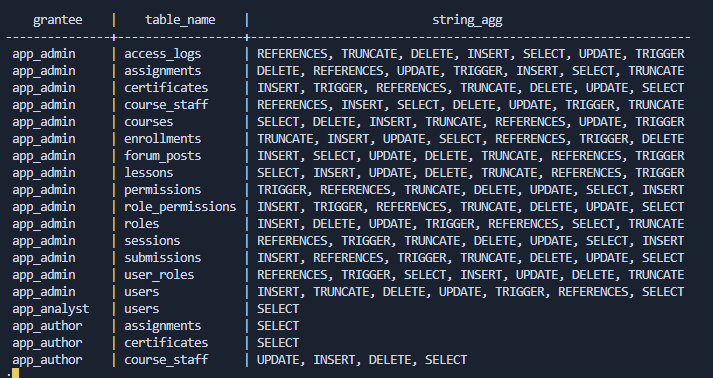 grantee | table_name | string_agg
-------------+------------------+----------------------------------------------------------
app_admin | access_logs | REFERENCES, TRUNCATE, DELETE, INSERT, SELECT, UPDATE, TRIGGER
app_admin | assignments | DELETE, REFERENCES, UPDATE, TRIGGER, INSERT, SELECT, TRUNCATE
app_admin | certificates | INSERT, TRIGGER, REFERENCES, TRUNCATE, DELETE, UPDATE, SELECT
app_admin | course_staff | REFERENCES, INSERT, SELECT, DELETE, UPDATE, TRIGGER, TRUNCATE
app_admin | courses | SELECT, DELETE, INSERT, TRUNCATE, REFERENCES, UPDATE, TRIGGER
app_admin | enrollments | TRUNCATE, INSERT, UPDATE, SELECT, REFERENCES, TRIGGER, DELETE
app_admin | forum_posts | INSERT, SELECT, UPDATE, DELETE, TRUNCATE, REFERENCES, TRIGGER
app_admin | lessons | SELECT, INSERT, UPDATE, DELETE, TRUNCATE, REFERENCES, TRIGGER
app_admin | permissions | TRIGGER, REFERENCES, TRUNCATE, DELETE, UPDATE, SELECT, INSERT
app_admin | role_permissions | INSERT, TRIGGER, REFERENCES, TRUNCATE, DELETE, UPDATE, SELECT
app_admin | roles | INSERT, DELETE, UPDATE, TRIGGER, REFERENCES, SELECT, TRUNCATE
app_admin | sessions | REFERENCES, TRIGGER, TRUNCATE, DELETE, UPDATE, SELECT, INSERT
app_admin | submissions | INSERT, REFERENCES, TRIGGER, TRUNCATE, DELETE, UPDATE, SELECT
app_admin | user_roles | REFERENCES, TRIGGER, SELECT, INSERT, UPDATE, DELETE, TRUNCATE
app_admin | users | INSERT, TRUNCATE, DELETE, UPDATE, TRIGGER, REFERENCES, SELECT
app_analyst | users | SELECT
app_author | assignments | SELECT
app_author | certificates | SELECT
app_author | course_staff | UPDATE, INSERT, DELETE, SELECT